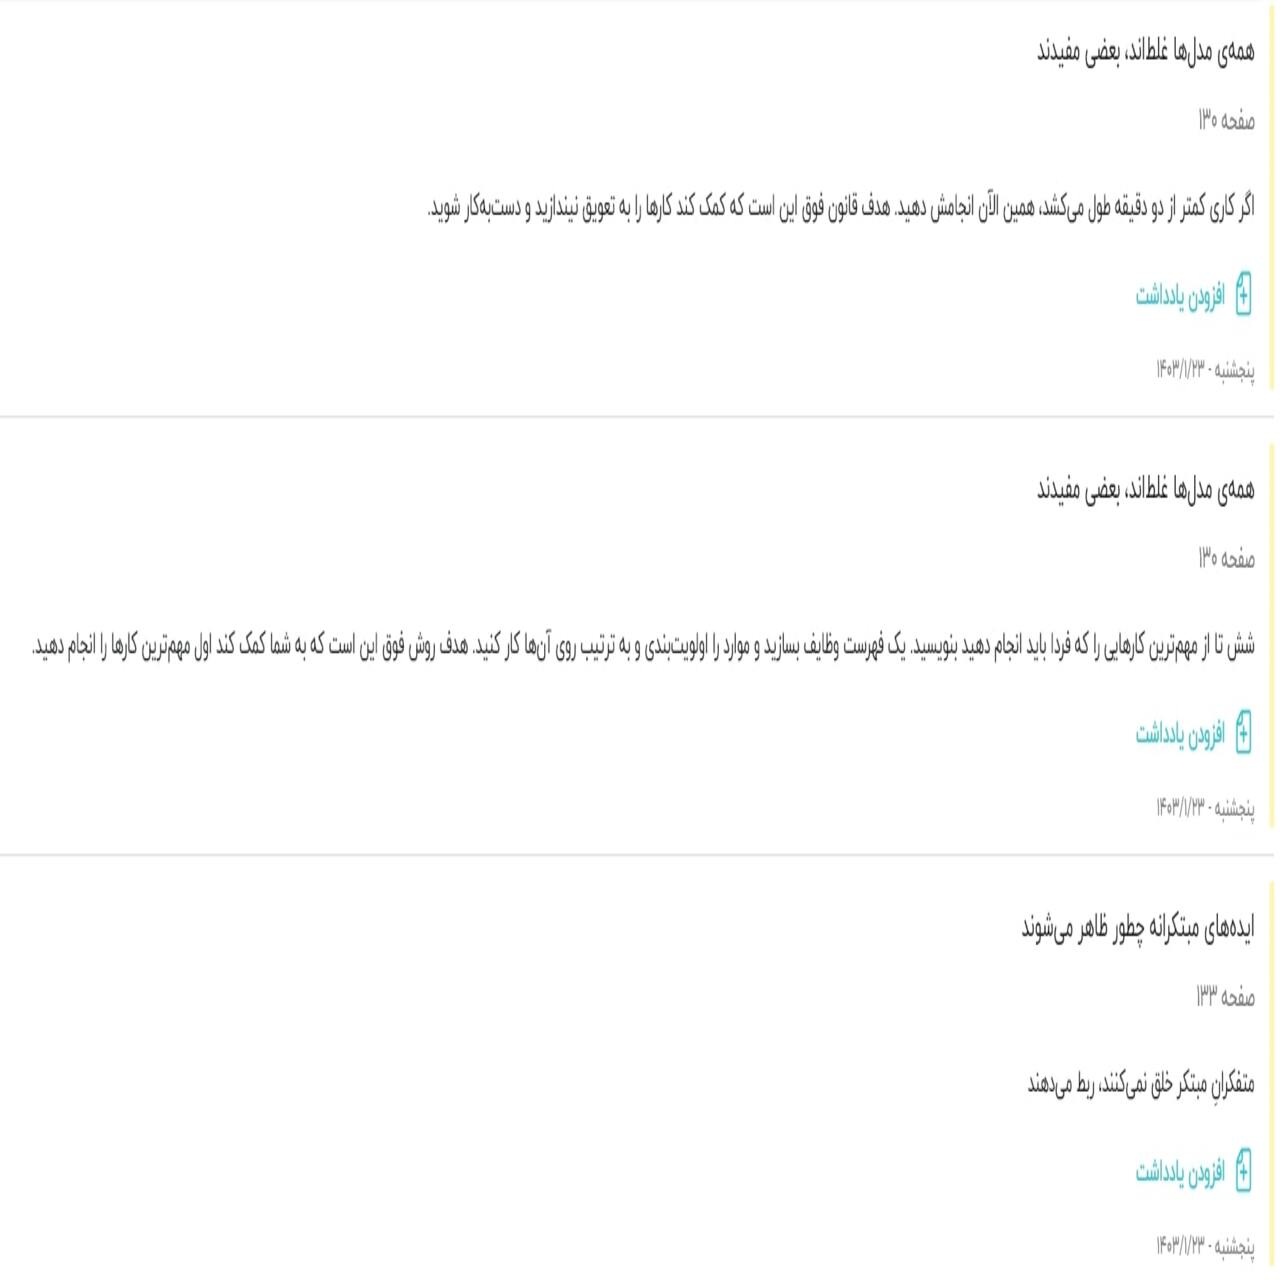 همه‌ی مدل‌ها غلط‌اند، بعضی مفیدند
صفحه ۱۳۰
اگر کاری کمتر از دو دقیقه طول می‌کشد، همین الآن انجامش دهید. هدف قانون فوق این است که کمک کند کارها را به تعویق نیندازید و دست‌به‌کار شوید.
افزودن یادداشت
پنجشنبه - ۱۴۰۳/۱/۲۳
همه‌ی مدل‌ها غلط‌اند، بعضی مفیدند
صفحه ۱۳۰
شش تا از مهم‌ترین کارهایی را که فردا باید انجام دهید بنویسید. یک فهرست وظایف بسازید و موارد را اولویت‌بندی و به ترتیب روی آن‌ها کار کنید. هدف روش فوق این است که به شما کمک کند اول مهم‌ترین کارها را انجام دهید.
افزودن یادداشت
پنجشنبه - ۱۴۰۳/۱/۲۳
ایده‌های مبتکرانه چطور ظاهر می‌شوند
صفحه ۱۳۳
متفکرانِ مبتکر خلق نمی‌کنند، ربط می‌دهند
افزودن یادداشت
پنجشنبه - ۱۴۰۳/۱/۲۳